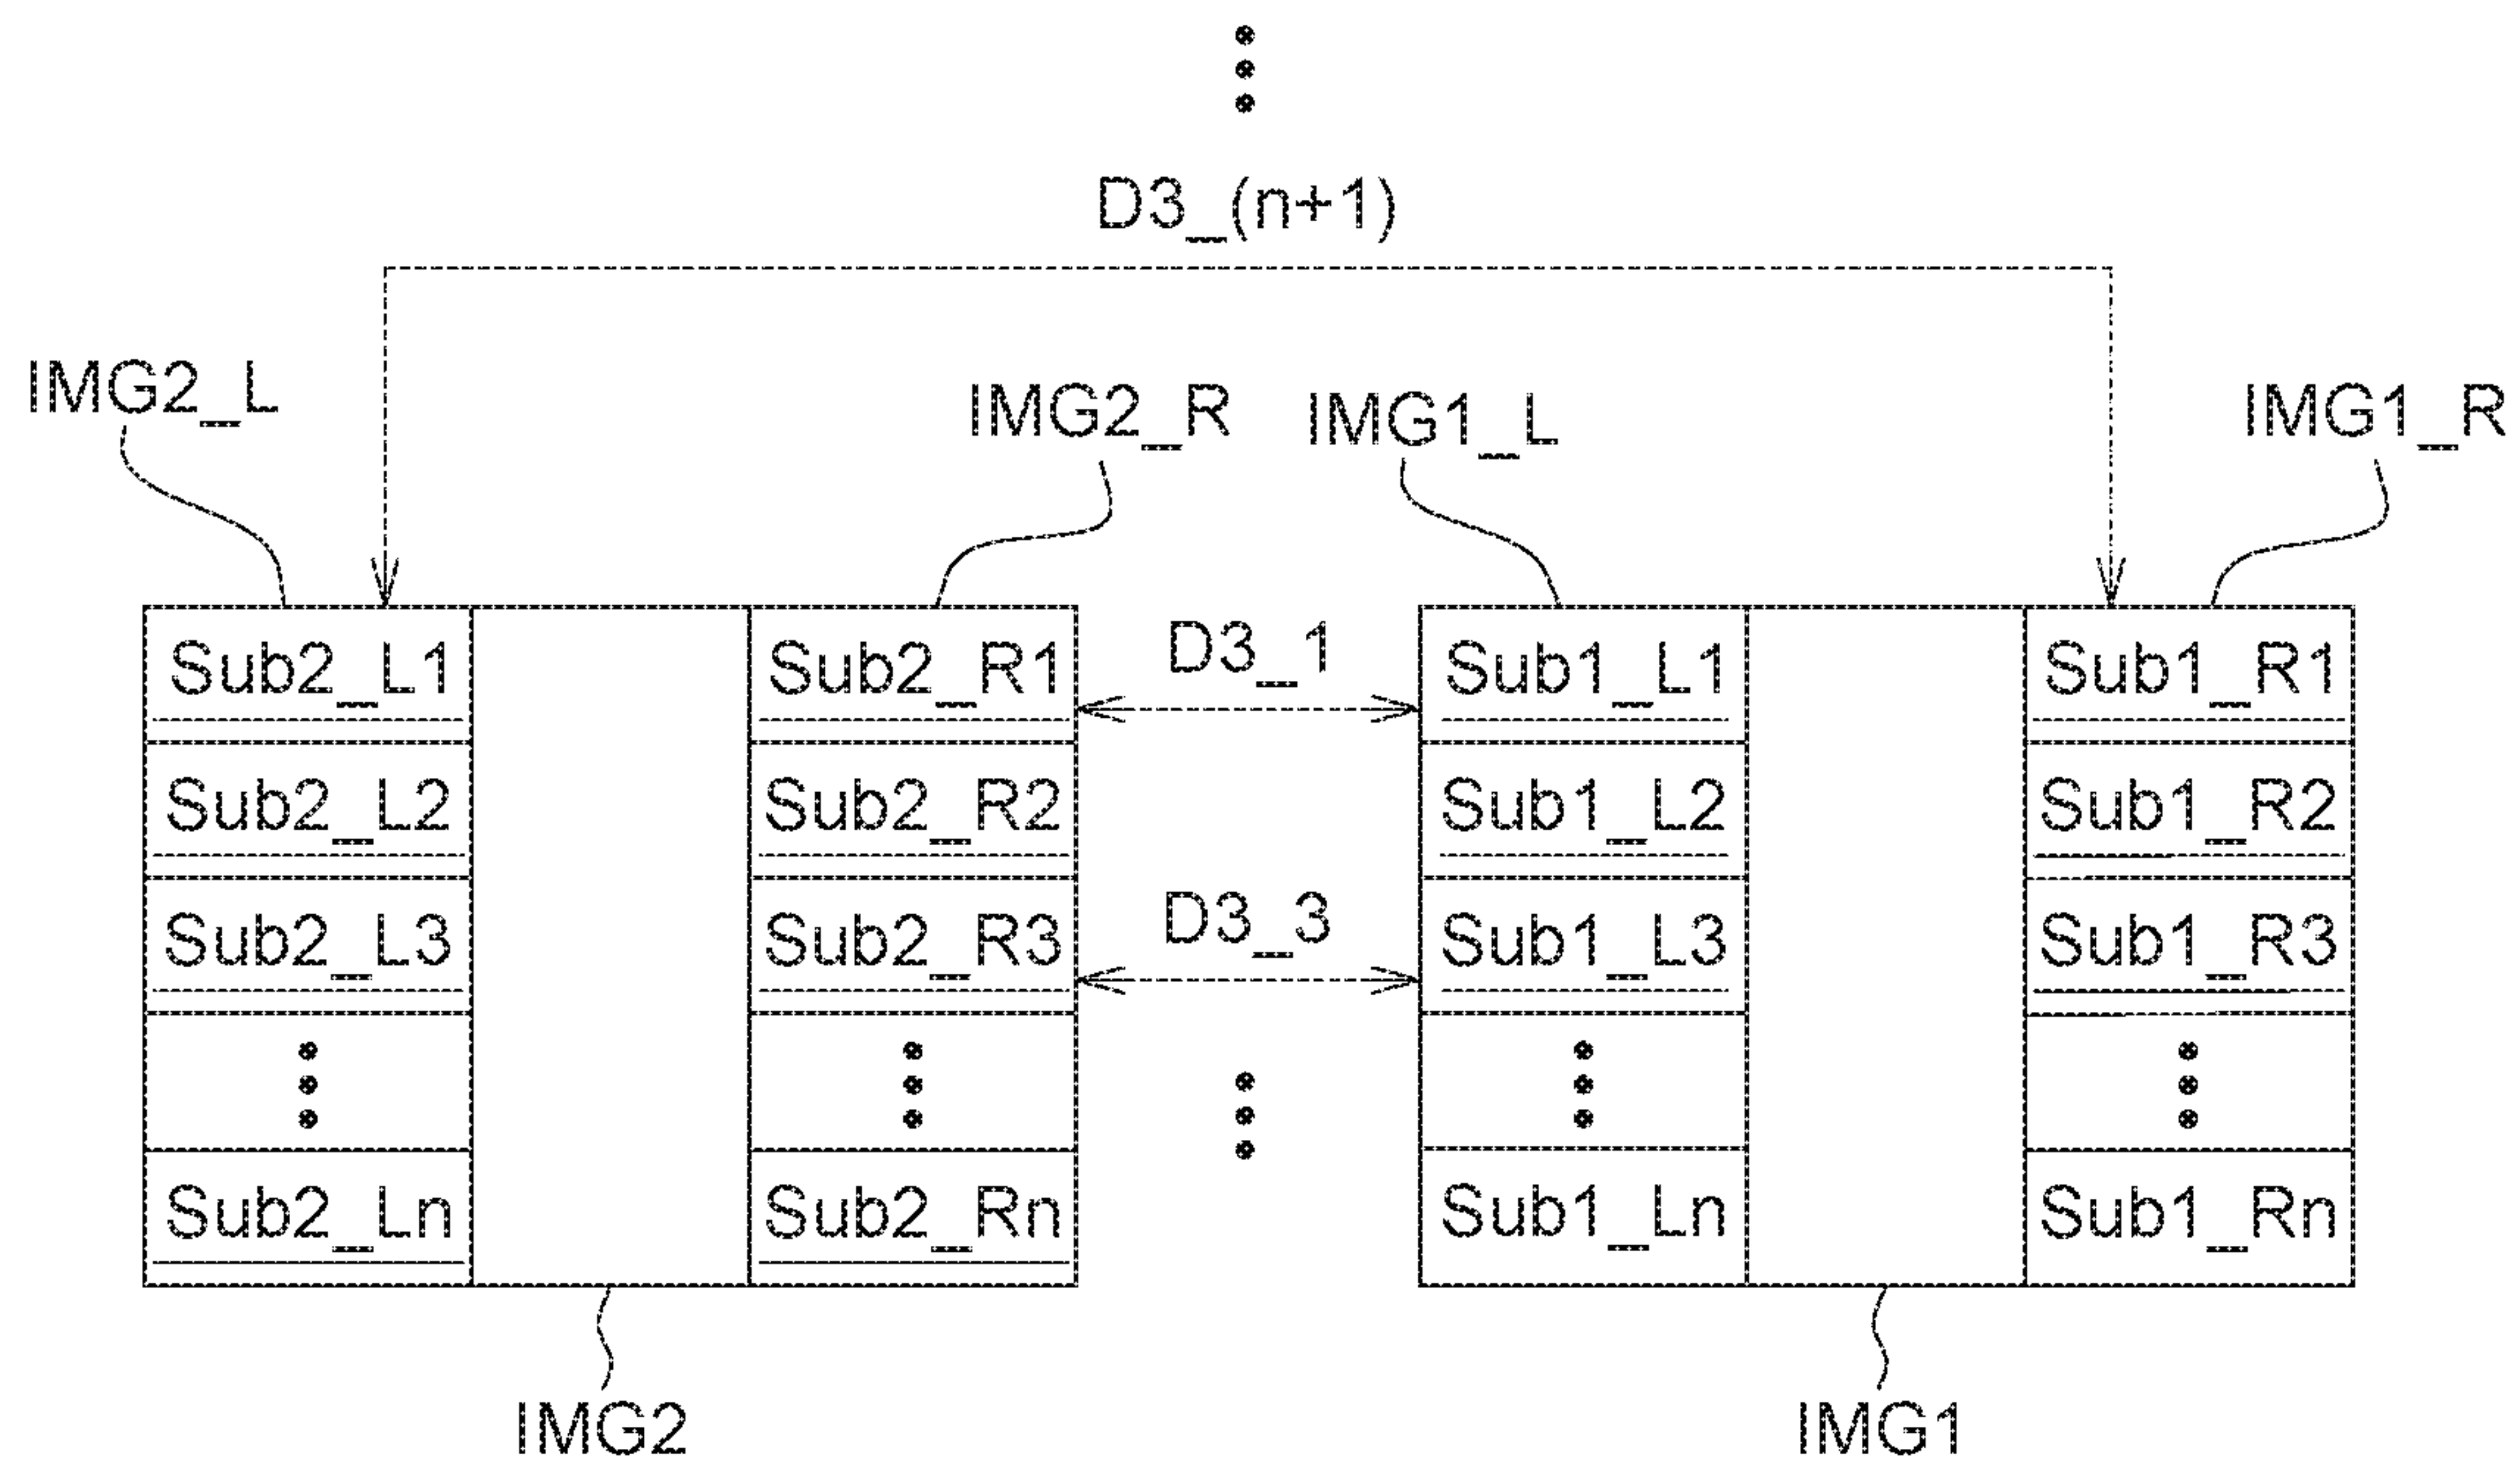 D3_(n+1)
IMG2_L
IMG2_R
IMG1_L
IMG1_R
Sub2_L1
Sub2_R1
D3_1
Sub1_L1
Sub1_R1
Sub2_L2
Sub2_R2
Sub1_L2
Sub1_R2
Sub2_L3
Sub2_R3
D3_3
Sub1_L3
Sub1_R3
Sub2_Ln
Sub2_Rn
Sub1_Ln
Sub1_Rn
IMG2
IMG1